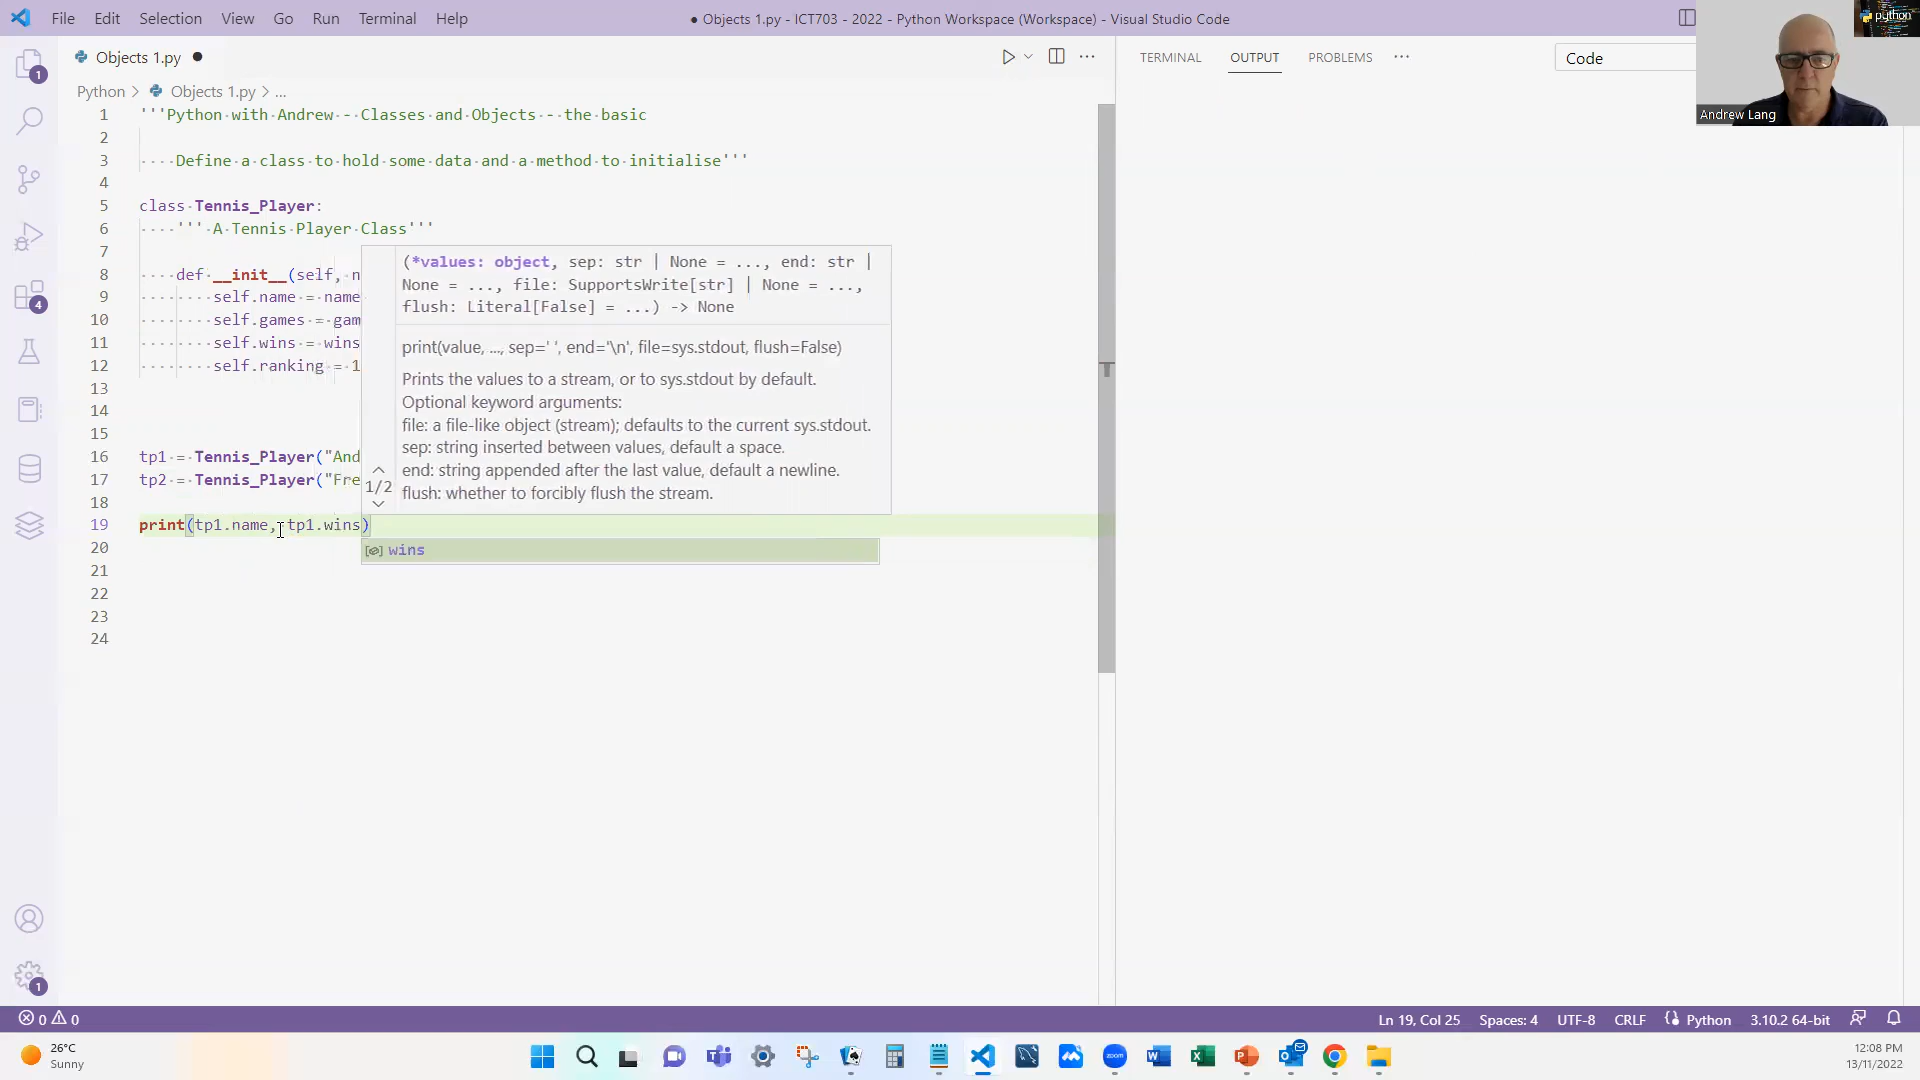 File Edit Selection View Go Run Terminal Help
● Objects 1.py - ICT703 - 2022 - Python Workspace (Workspace) - Visual Studio Code
python
Objects 1.py ●
TERMINAL OUTPUT PROBLEMS ···
Code
Python > Objects 1.py > ...
Andrew Lang
1 '''Python with Andrew - Classes and Objects - the basic
2
3 Define a class to hold some data and a method to initialise'''
4
5 class Tennis_Player:
6 ''' A Tennis Player Class'''
7
8 def __init__(self, n
9 self.name = name
10 self.games = gam
11 self.wins = wins
12 self.ranking = 1
13
14
15
16 tp1 = Tennis_Player("And
17 tp2 = Tennis_Player("Fre
18
19 print(tp1.name, tp1.wins)
20
21
22
23
24
(*values: object, sep: str | None = ..., end: str |
None = ..., file: SupportsWrite[str] | None = ...,
flush: Literal[False] = ...) -> None
print(value, ..., sep=' ', end='\n', file=sys.stdout, flush=False)
Prints the values to a stream, or to sys.stdout by default.
Optional keyword arguments:
file: a file-like object (stream); defaults to the current sys.stdout.
sep: string inserted between values, default a space.
end: string appended after the last value, default a newline.
flush: whether to forcibly flush the stream.
1/2
wins
1
4
1
0 0
Ln 19, Col 25 Spaces: 4 UTF-8 CRLF Python 3.10.2 64-bit
26°C
Sunny
zoom
12:08 PM
13/11/2022